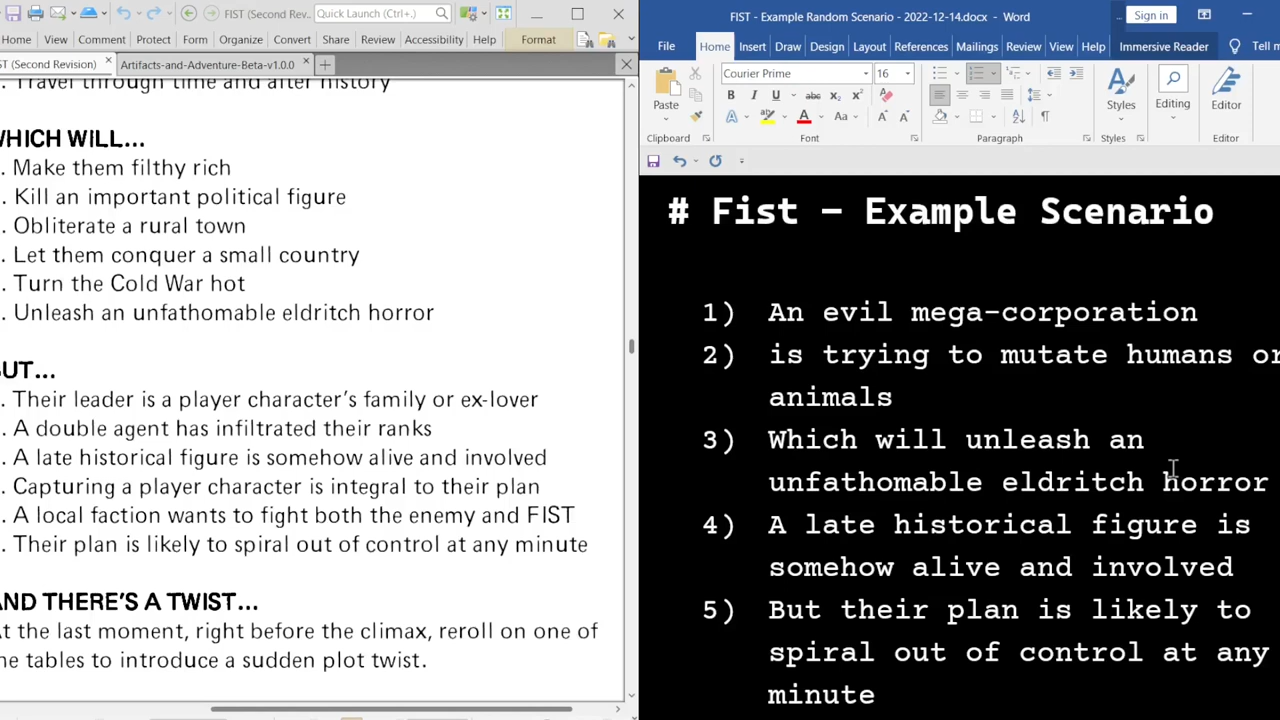 FIST (Second Rev...
Quick Launch (Ctrl+.)
Home View Comment Protect Form Organize Convert Share Review Accessibility Help Format
ST (Second Revision)
Artifacts-and-Adventure-Beta-v1.0.0
. Travel through time and alter history
WHICH WILL...
. Make them filthy rich
. Kill an important political figure
. Obliterate a rural town
. Let them conquer a small country
. Turn the Cold War hot
. Unleash an unfathomable eldritch horror
BUT...
. Their leader is a player character's family or ex-lover
. A double agent has infiltrated their ranks
. A late historical figure is somehow alive and involved
. Capturing a player character is integral to their plan
. A local faction wants to fight both the enemy and FIST
. Their plan is likely to spiral out of control at any minute
AND THERE'S A TWIST...
At the last moment, right before the climax, reroll on one of
the tables to introduce a sudden plot twist.
FIST - Example Random Scenario - 2022-12-14.docx - Word
... Sign in
File Home Insert Draw Design Layout References Mailings Review View Help Immersive Reader Tell m
Courier Prime 16
Paste
Styles
Editing
Editor
Clipboard
Font
Paragraph
Styles
Editor
# Fist - Example Scenario
1) An evil mega-corporation
2) is trying to mutate humans or
animals
3) Which will unleash an
unfathomable eldritch horror
4) A late historical figure is
somehow alive and involved
5) But their plan is likely to
spiral out of control at any
minute